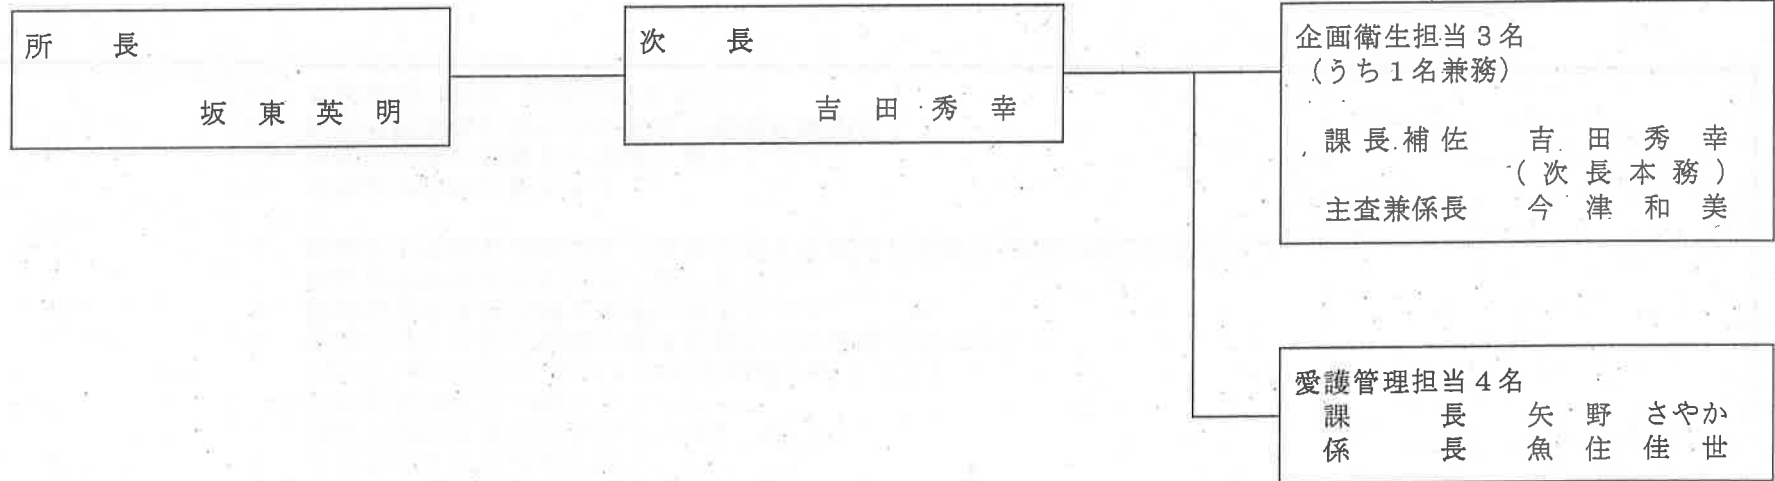 所　長
坂東英明
次　長
吉田秀幸
企画衛生担当３名
（うち１名兼務）
課長補佐　吉田秀幸
（次長本務）
主査兼係長　今津和美
愛護管理担当４名
課　長　矢野さやか
係　長　魚住佳世